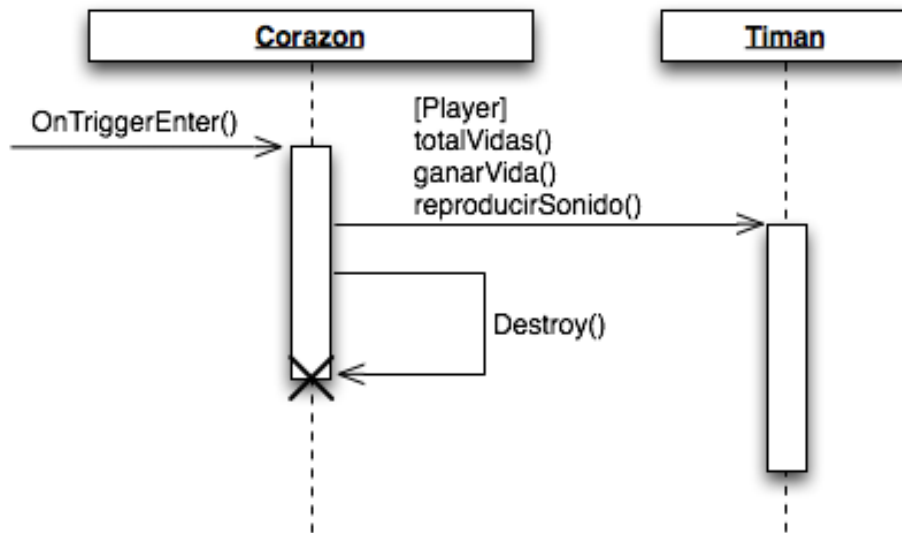 Corazon
Timan
OnTriggerEnter()
[Player]
totalVidas()
ganarVida()
reproducirSonido()
Destroy()